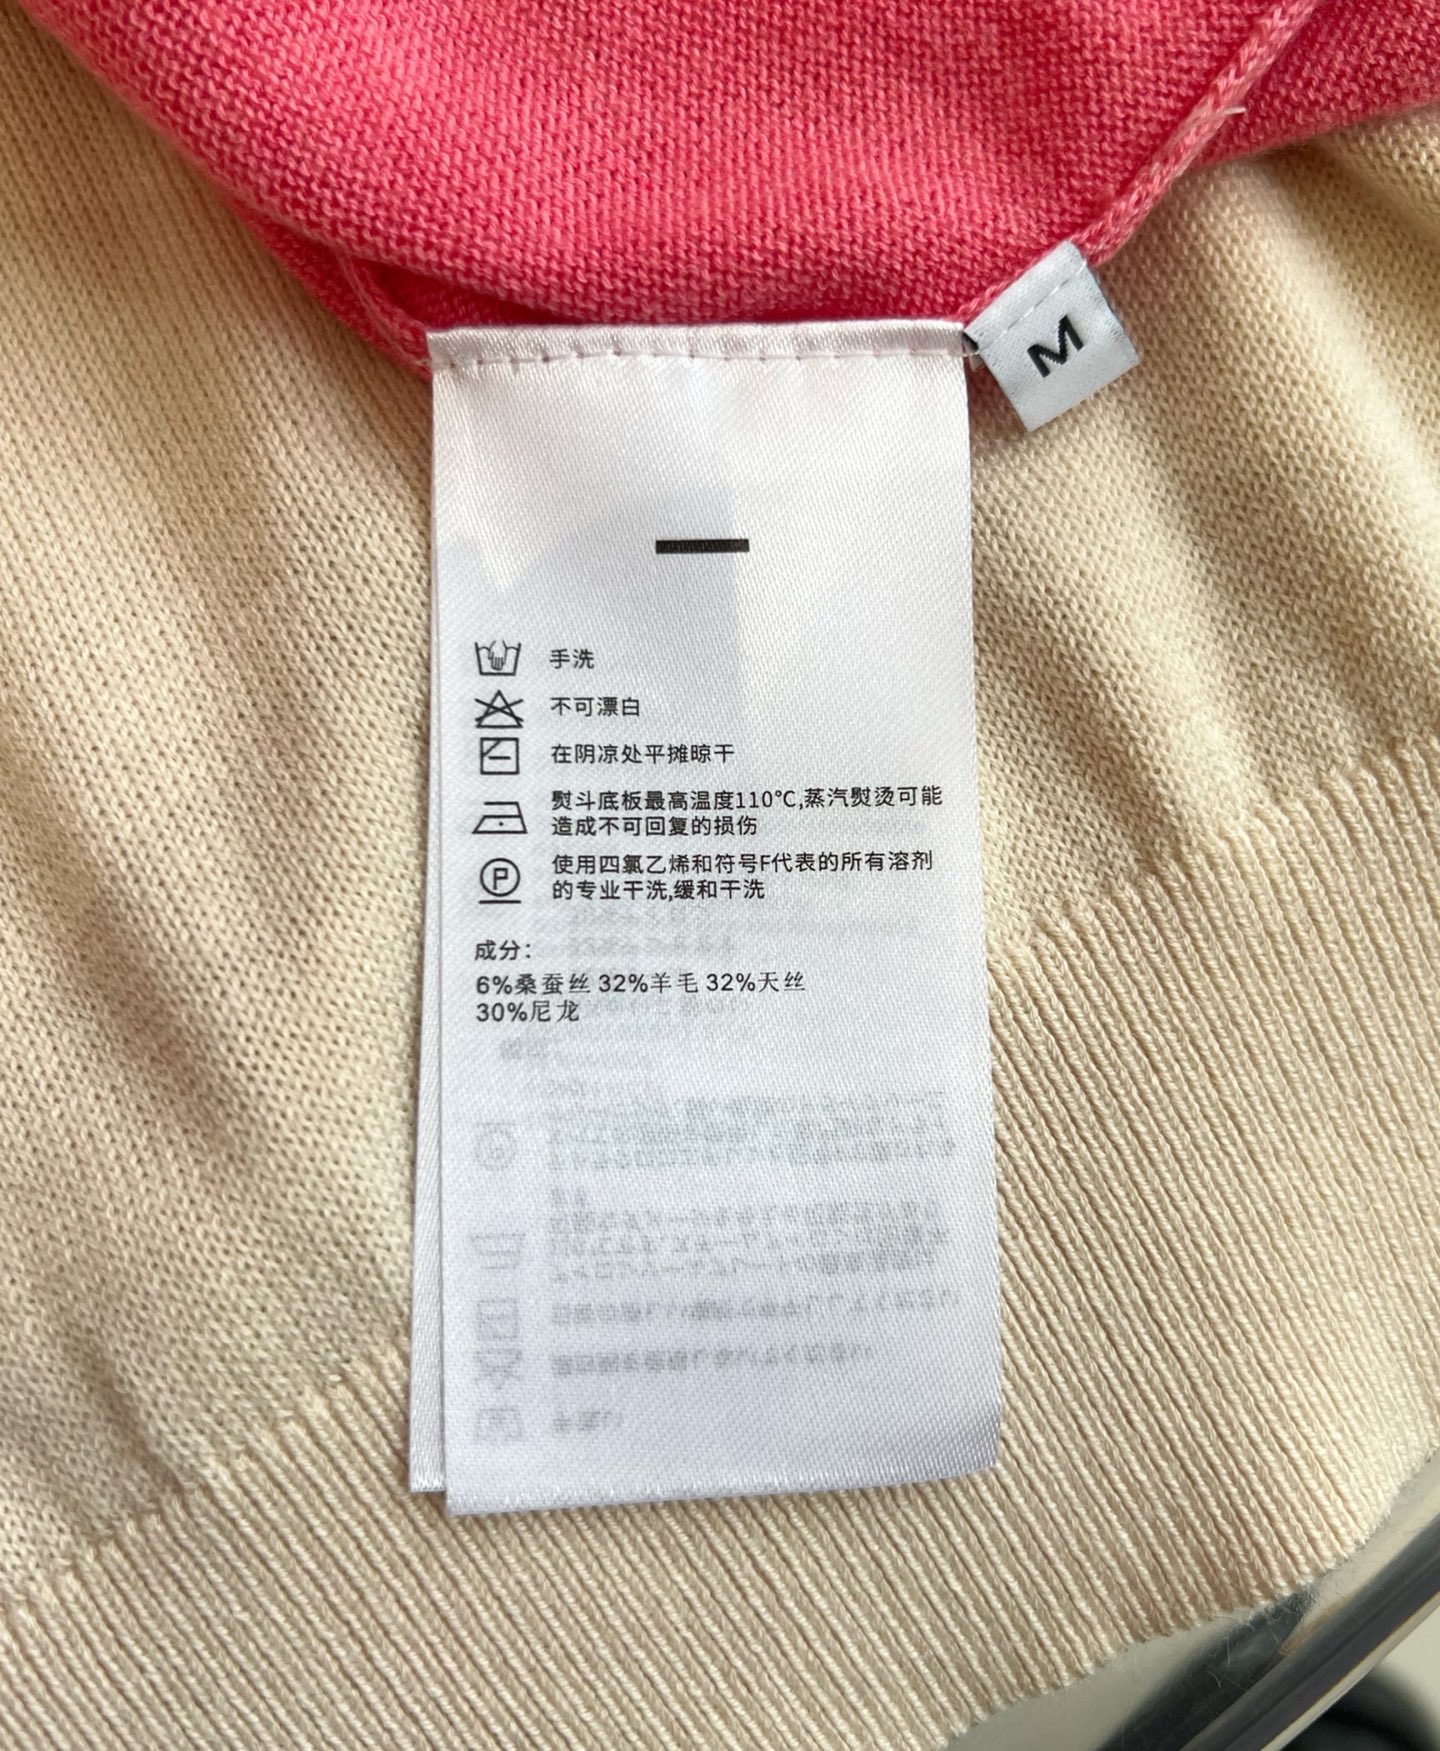 M
手洗
不可漂白
在阴凉处平摊晾干
熨斗底板最高温度110℃,蒸汽熨烫可能
造成不可回复的损伤
P
使用四氯乙烯和符号F代表的所有溶剂
的专业干洗,缓和干洗
成分:
6%桑蚕丝 32%羊毛 32%天丝
30%尼龙